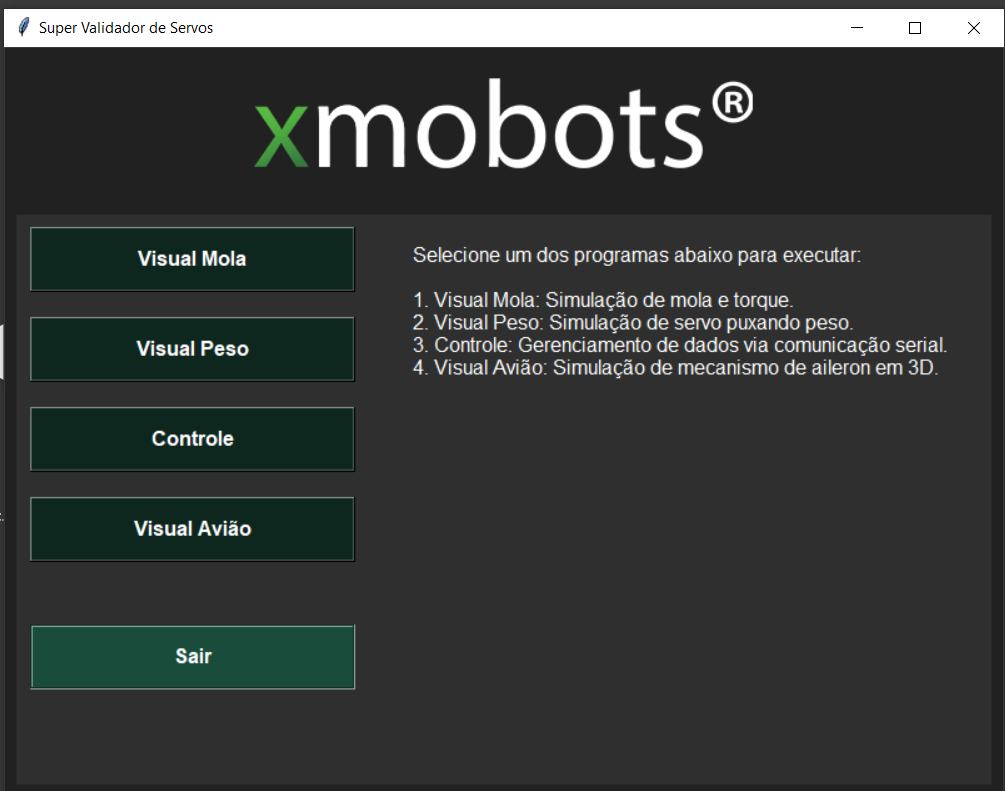 Super Validador de Servos
xmobots®
Visual Mola
Visual Peso
Controle
Visual Avião
Sair
Selecione um dos programas abaixo para executar:
1. Visual Mola: Simulação de mola e torque.
2. Visual Peso: Simulação de servo puxando peso.
3. Controle: Gerenciamento de dados via comunicação serial.
4. Visual Avião: Simulação de mecanismo de aileron em 3D.